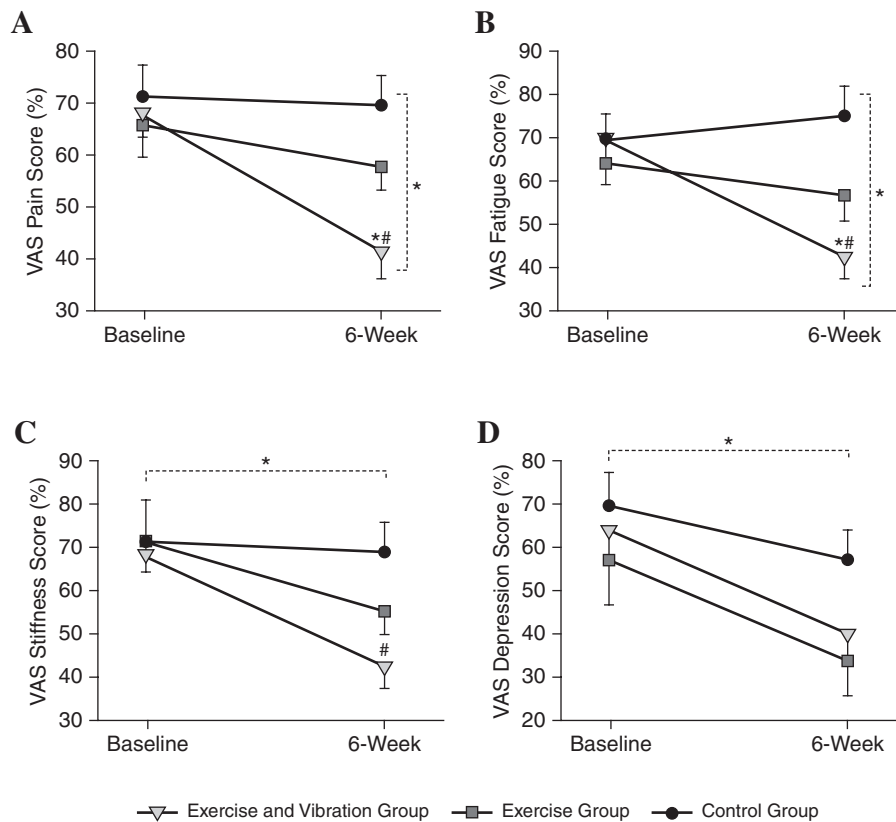 A
VAS Pain Score (%)
80
70
60
50
40
30
*
*#
Baseline
6-Week
B
VAS Fatigue Score (%)
90
80
70
60
50
40
30
*
*#
Baseline
6-Week
C
VAS Stiffness Score (%)
90
80
70
60
50
40
30
*
#
Baseline
6-Week
D
VAS Depression Score (%)
80
70
60
50
40
30
20
*
Baseline
6-Week
Exercise and Vibration Group
Exercise Group
Control Group